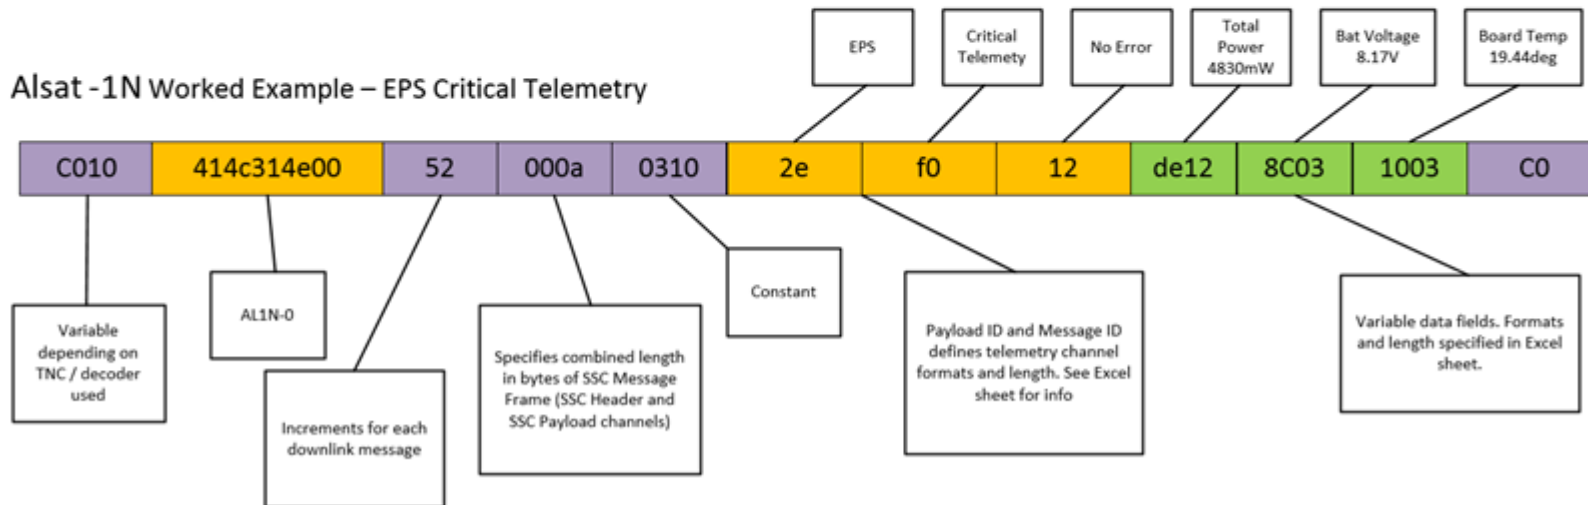 EPS
Critical
Telemety
No Error
Total
Power
4830mW
Bat Voltage
8.17V
Board Temp
19.44deg
Alsat -1N Worked Example – EPS Critical Telemetry
C010
414c314e00
52
000a
0310
2e
f0
12
de12
8C03
1003
C0
Variable
depending on
TNC / decoder
used
AL1N-0
Increments for each
downlink message
Specifies combined length
in bytes of SSC Message
Frame (SSC Header and
SSC Payload channels)
Constant
Payload ID and Message ID
defines telemetry channel
formats and length. See Excel
sheet for info
Variable data fields. Formats
and length specified in Excel
sheet.